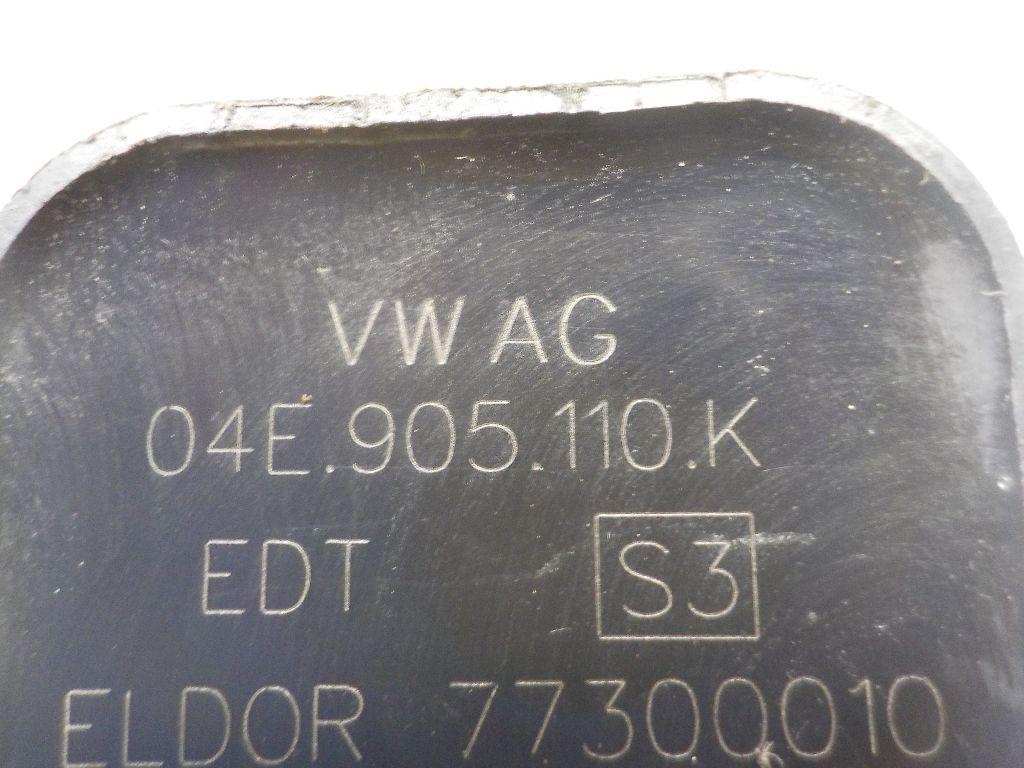 VW AG
04E.905.110.K
EDT S3
ELDOR 77300010